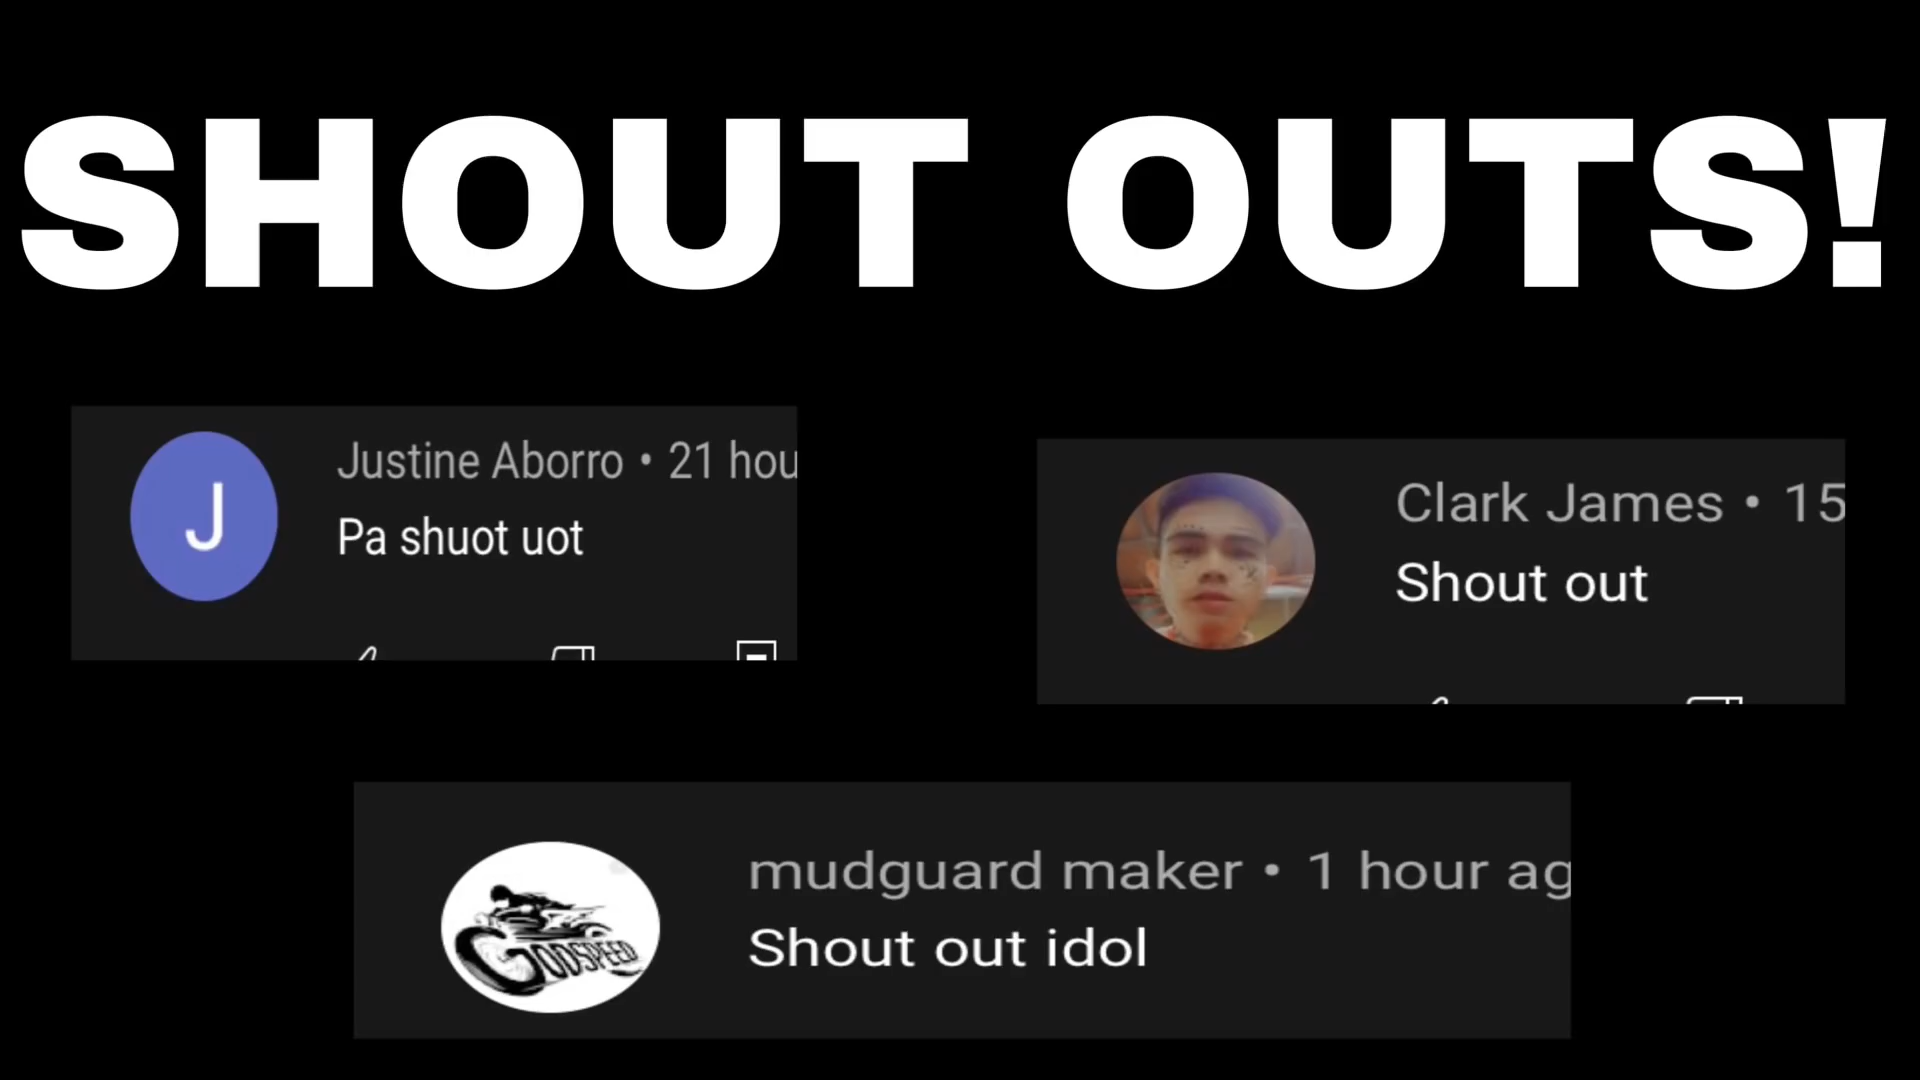 SHOUT OUTS!
J
Justine Aborro • 21 hou
Pa shuot uot
Clark James • 15
Shout out
mudguard maker • 1 hour ag
Shout out idol
GODSPEED